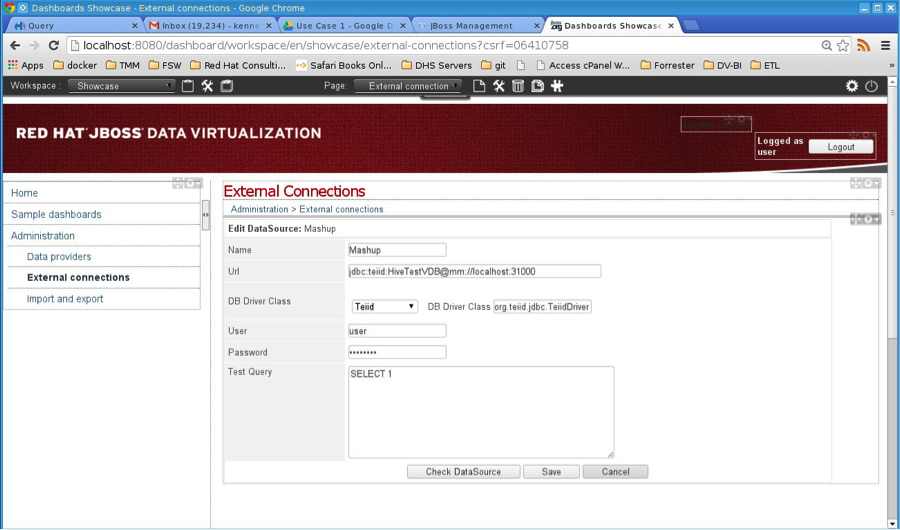 Dashboards Showcase - External connections - Google Chrome
Query × Inbox (19,234) - kenne × Use Case 1 - Google D × JBoss Management × Dashboards Showcase ×
localhost:8080/dashboard/workspace/en/showcase/external-connections?csrf=06410758
Apps docker TMM FSW Red Hat Consulti... Safari Books Onl... DHS Servers git Access cPanel W... Forrester DV-BI ETL »
Workspace : Showcase Page: External connection
RED HAT JBOSS DATA VIRTUALIZATION
Logged as
user
Logout
Home
Sample dashboards
Administration
Data providers
External connections
Import and export
External Connections
Administration > External connections
Edit DataSource: Mashup
Name Mashup
Url jdbc:teiid:HiveTestVDB@mm://localhost:31000
DB Driver Class Teiid DB Driver Class org.teiid.jdbc.TeiidDriver
User user
Password ••••••••
Test Query SELECT 1
Check DataSource Save Cancel